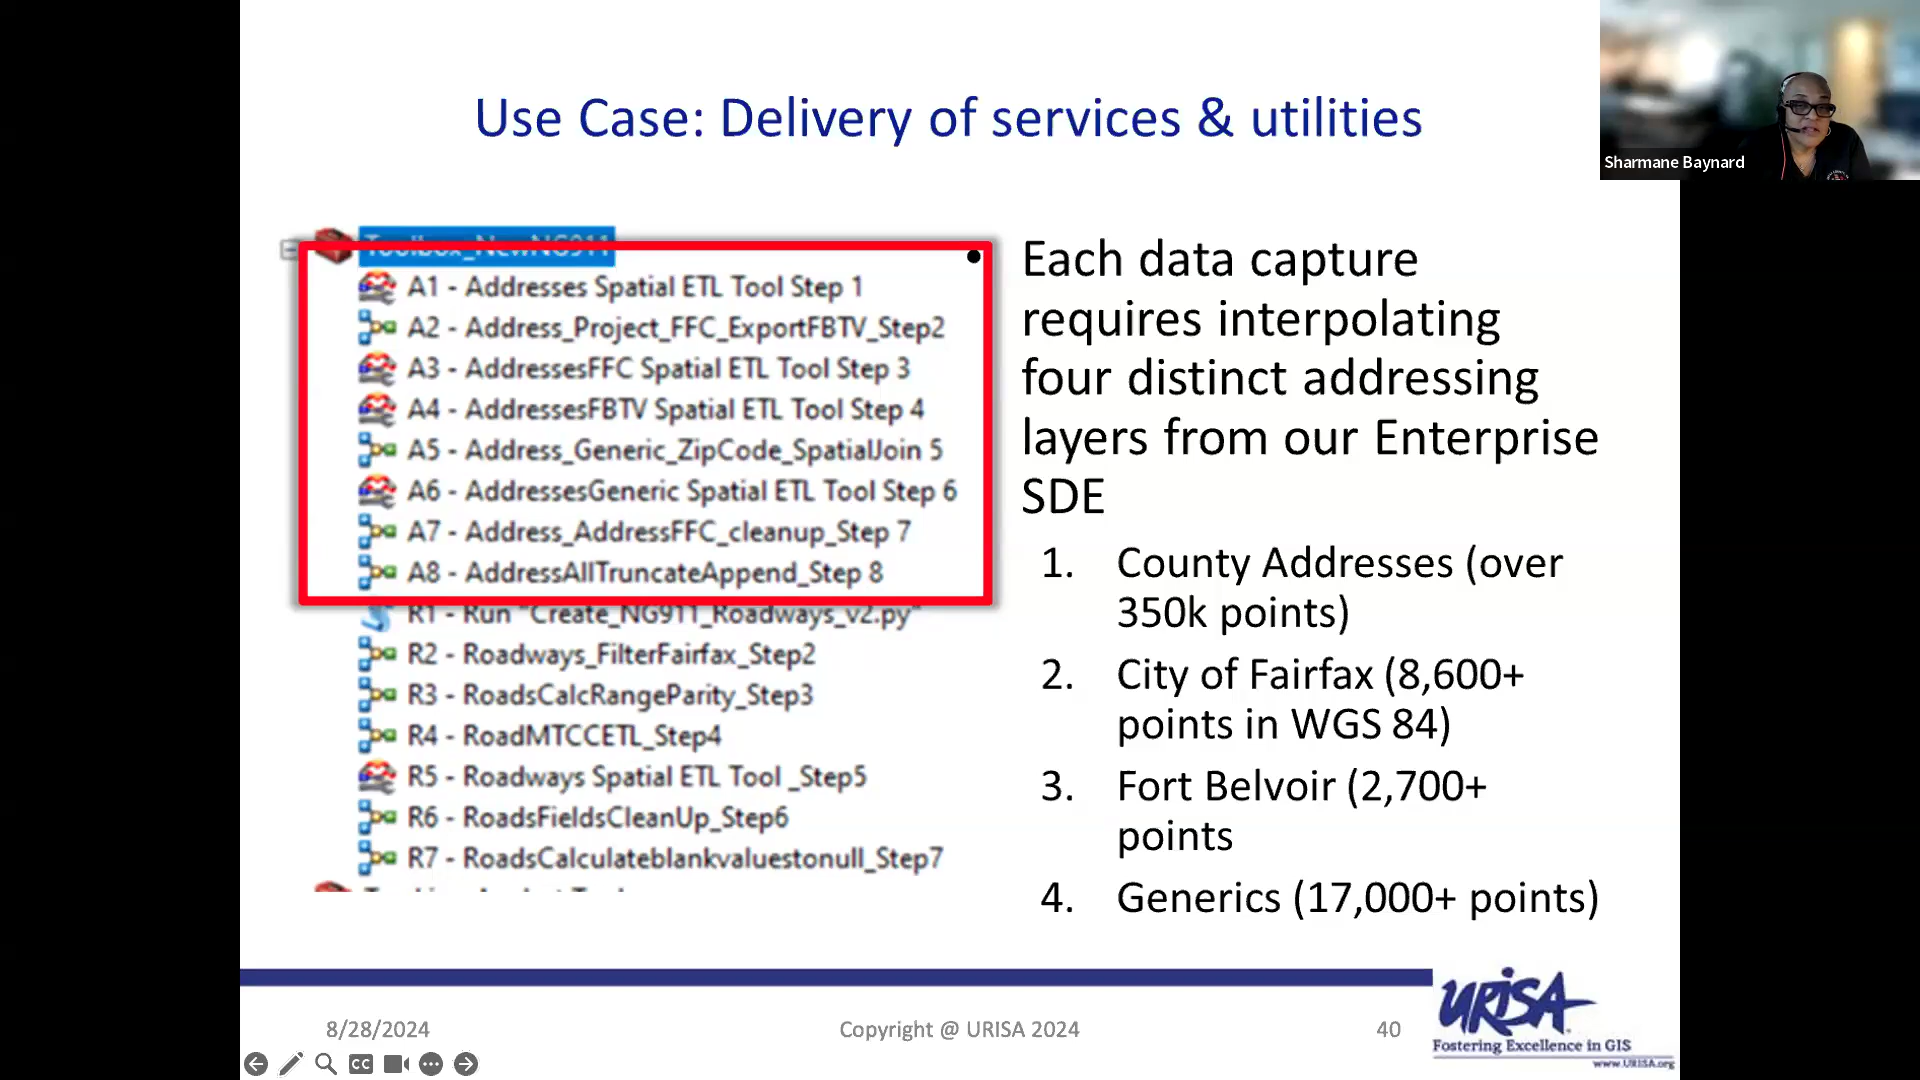 Use Case: Delivery of services & utilities
Sharmane Baynard
Toolbox_NewNG911
A1 - Addresses Spatial ETL Tool Step 1
A2 - Address_Project_FFC_ExportFBTV_Step2
A3 - AddressesFFC Spatial ETL Tool Step 3
A4 - AddressesFBTV Spatial ETL Tool Step 4
A5 - Address_Generic_ZipCode_SpatialJoin 5
A6 - AddressesGeneric Spatial ETL Tool Step 6
A7 - Address_AddressFFC_cleanup_Step 7
A8 - AddressAllTruncateAppend_Step 8
R1 - Run "Create_NG911_Roadways_v2.py"
R2 - Roadways_FilterFairfax_Step2
R3 - RoadsCalcRangeParity_Step3
R4 - RoadMTCCETL_Step4
R5 - Roadways Spatial ETL Tool _Step5
R6 - RoadsFieldsCleanUp_Step6
R7 - RoadsCalculateblankvaluestonull_Step7
Each data capture
requires interpolating
four distinct addressing
layers from our Enterprise
SDE
1. County Addresses (over
350k points)
2. City of Fairfax (8,600+
points in WGS 84)
3. Fort Belvoir (2,700+
points
4. Generics (17,000+ points)
8/28/2024
Copyright @ URISA 2024
40
URISA
Fostering Excellence in GIS
www.URISA.org
CC